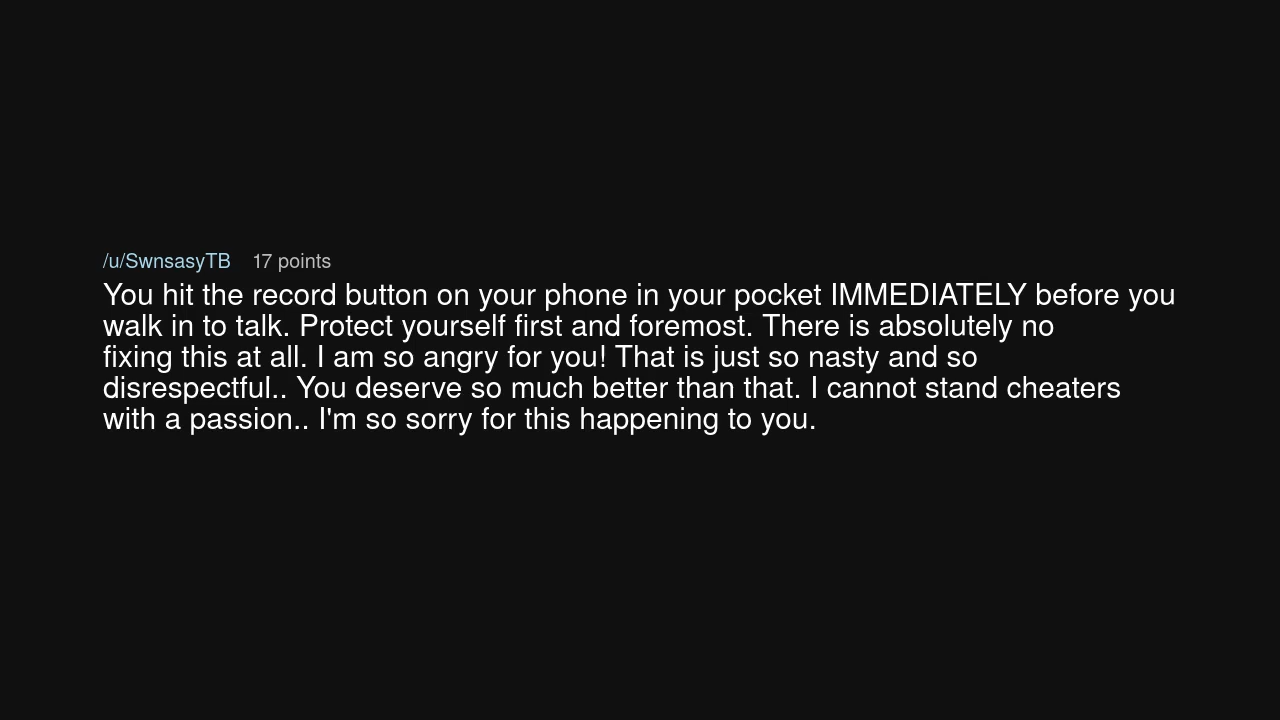 /u/SwnsasyTB 17 points
You hit the record button on your phone in your pocket IMMEDIATELY before you
walk in to talk. Protect yourself first and foremost. There is absolutely no
fixing this at all. I am so angry for you! That is just so nasty and so
disrespectful.. You deserve so much better than that. I cannot stand cheaters
with a passion.. I'm so sorry for this happening to you.